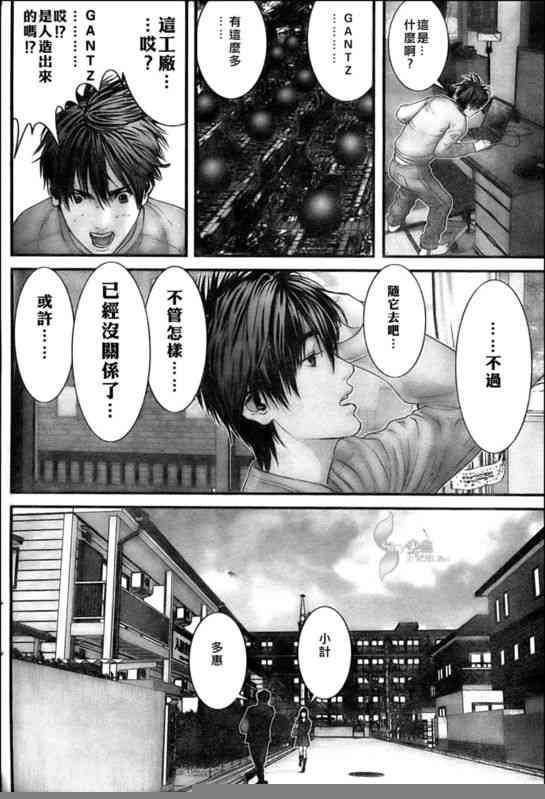 這是⋯
什麼啊？
GANTZ
⋯⋯⋯⋯
有這麼多
⋯⋯
這工廠⋯
⋯哎？
GANTZ
⋯⋯⋯⋯
哎！？
是人造出來
的嗎！？
⋯⋯不過
隨它去吧⋯
不管怎樣
⋯⋯
已經沒關係
了⋯
或許⋯⋯
小計
多惠